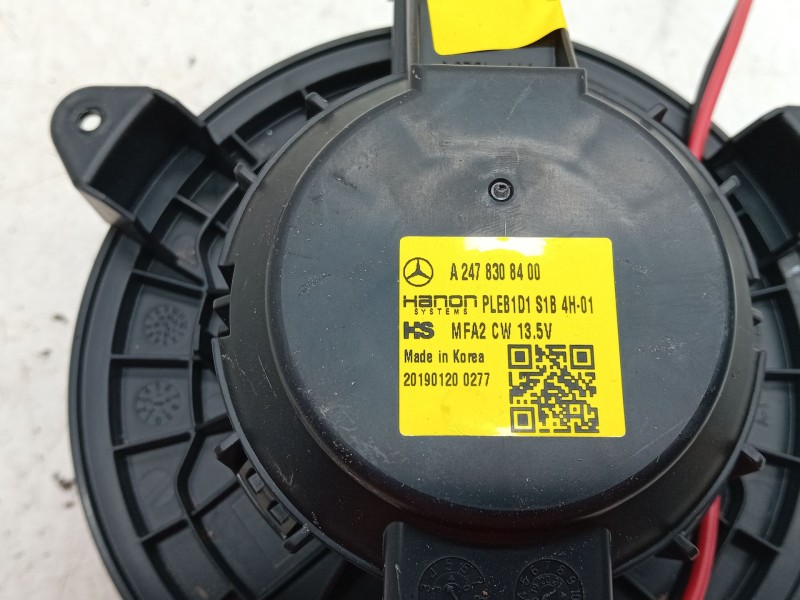 A 247 830 84 00
Hanon PLEB1D1 S1B 4H-01
SYSTEMS
HS MFA2 CW 13.5V
Made in Korea
20190120 0277